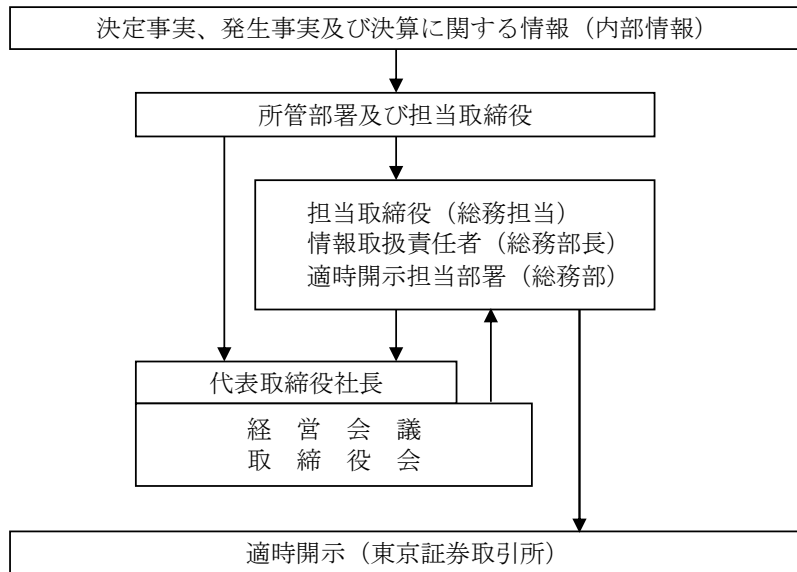 決定事実、発生事実及び決算に関する情報（内部情報）
所管部署及び担当取締役
担当取締役（総務担当）
情報取扱責任者（総務部長）
適時開示担当部署（総務部）
代表取締役社長
経　営　会　議
取　締　役　会
適時開示（東京証券取引所）